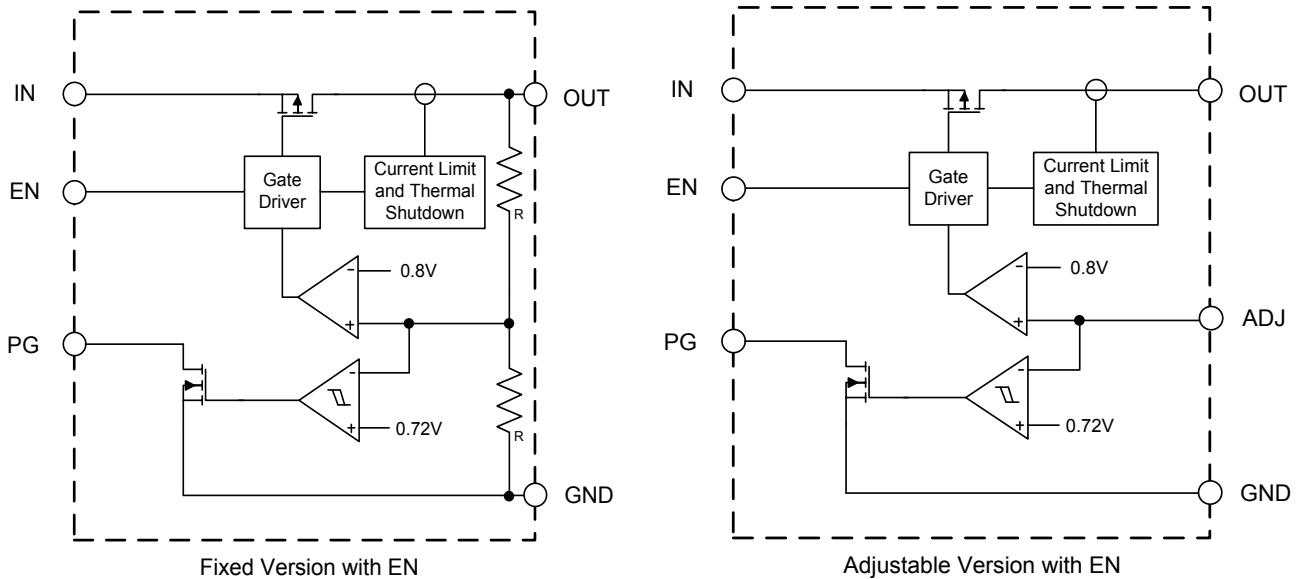 IN
OUT
EN
Gate
Driver
Current Limit
and Thermal
Shutdown
R
-
0.8V
+
PG
-
+
0.72V
R
GND
Fixed Version with EN
IN
OUT
EN
Gate
Driver
Current Limit
and Thermal
Shutdown
-
0.8V
+
ADJ
PG
-
+
0.72V
GND
Adjustable Version with EN